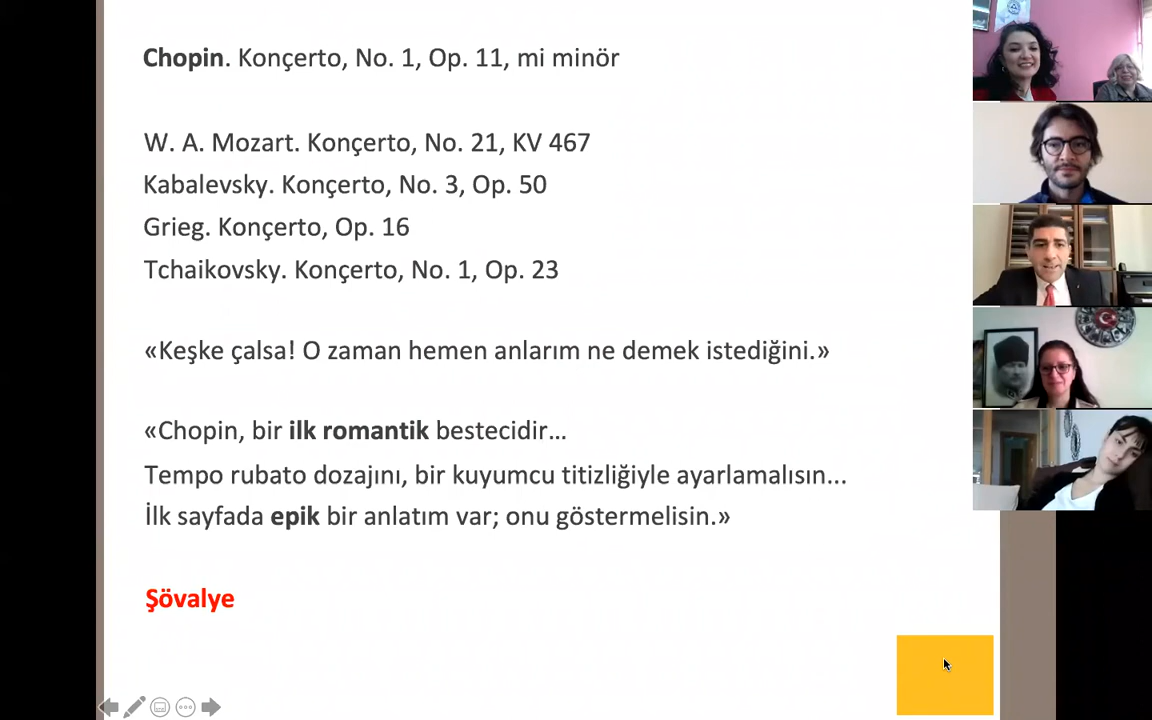 Chopin. Konçerto, No. 1, Op. 11, mi minör
W. A. Mozart. Konçerto, No. 21, KV 467
Kabalevsky. Konçerto, No. 3, Op. 50
Grieg. Konçerto, Op. 16
Tchaikovsky. Konçerto, No. 1, Op. 23
«Keşke çalsa! O zaman hemen anlarım ne demek istediğini.»
«Chopin, bir ilk romantik bestecidir…
Tempo rubato dozajını, bir kuyumcu titizliğiyle ayarlamalısın...
İlk sayfada epik bir anlatım var; onu göstermelisin.»
Şövalye